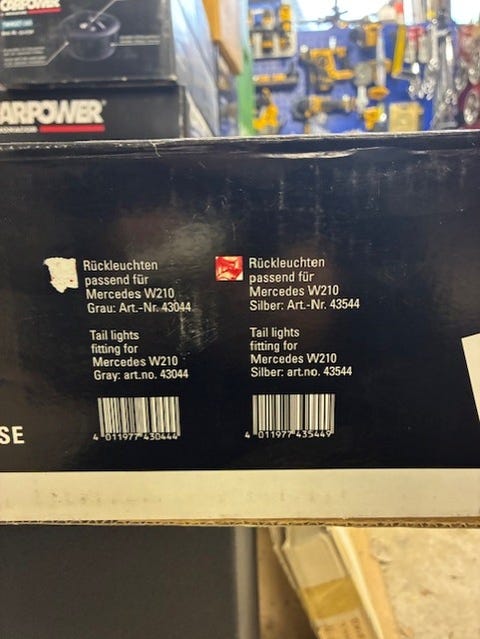 CARPOWER
CARPOWER
Rückleuchten
passend für
Mercedes W210
Grau: Art.-Nr. 43044
Tail lights
fitting for
Mercedes W210
Gray: art.no. 43044
4 011977 430444
Rückleuchten
passend für
Mercedes W210
Silber: Art.-Nr. 43544
Tail lights
fitting for
Mercedes W210
Silber: art.no. 43544
4 011977 435449
SE